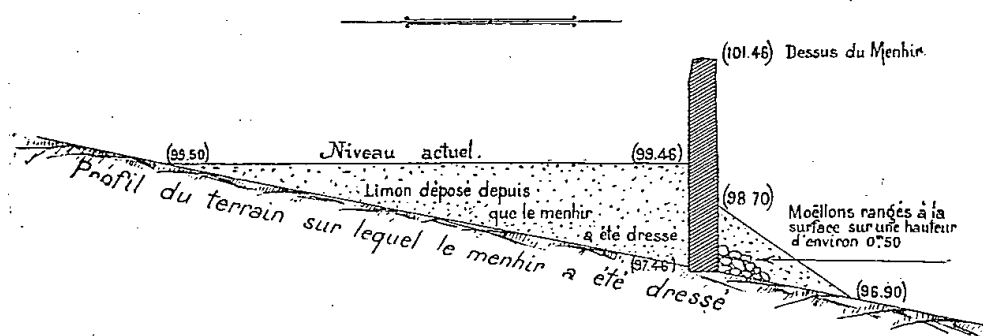 (101.46) Dessus du Menhir.
(99.50) Niveau actuel. (99.46)
Limon déposé depuis
que le menhir
a été dressé
(98 70)
Moëllons rangés à la
surface sur une hauteur
d'environ 0m50
(97.46)
(96.90)
Profil du terrain sur lequel le menhir a été dressé